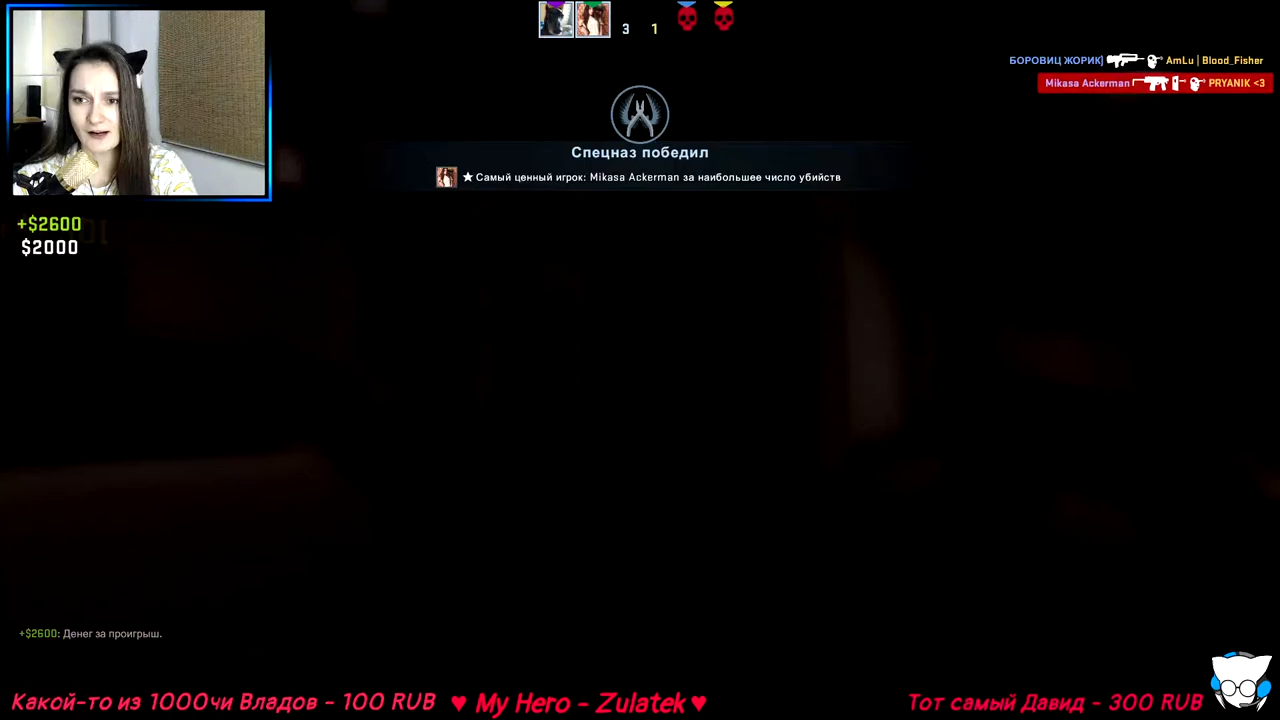 3 1
БОРОВИЦ ЖОРИК| AmLu | Blood_Fisher
Mikasa Ackerman PRYANIK <3
Спецназ победил
★ Самый ценный игрок: Mikasa Ackerman за наибольшее число убийств
+$2600
$2000
+$2600: Денег за проигрыш.
Какой-то из 1000чи Владов - 100 RUB ♥ My Hero - Zulatek ♥ Тот самый Давид - 300 RUB